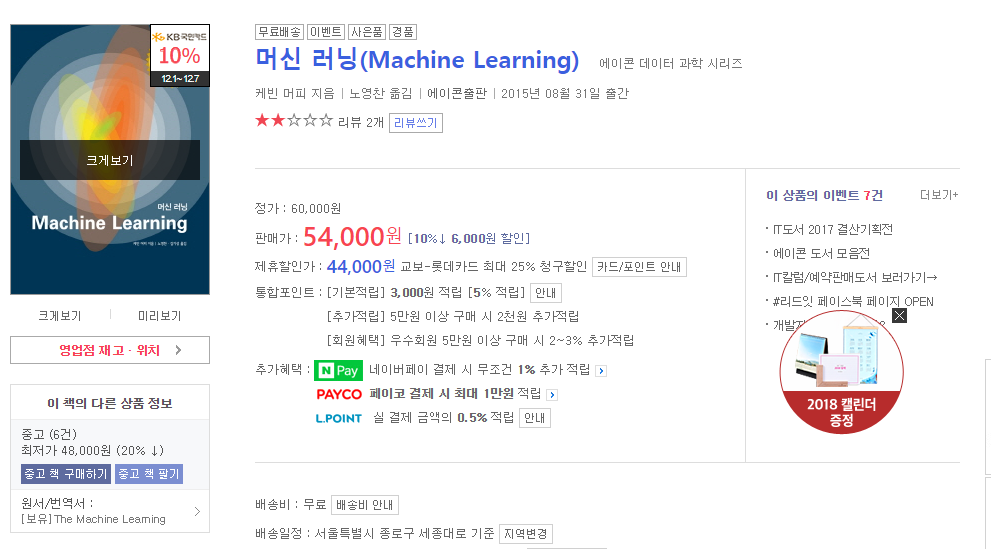 무료배송 이벤트 사은품 경품
머신 러닝(Machine Learning) 에이콘 데이터 과학 시리즈
케빈 머피 지음 | 노영찬 옮김 | 에이콘출판 | 2015년 08월 31일 출간
리뷰 2개 리뷰쓰기
KB국민카드
10%
12.1~12.7
크게보기
머신 러닝
Machine Learning
크게보기 | 미리보기
영업점 재고 · 위치 >
이 책의 다른 상품 정보
중고 (6건)
최저가 48,000원 (20% ↓)
중고 책 구매하기 중고 책 팔기
원서/번역서 :
[보유]The Machine Learning
정가 : 60,000원
판매가 : 54,000원 [10%↓ 6,000원 할인]
제휴할인가 : 44,000원 교보-롯데카드 최대 25% 청구할인 카드/포인트 안내
통합포인트 : [기본적립] 3,000원 적립 [5% 적립] 안내
[추가적립] 5만원 이상 구매 시 2천원 추가적립
[회원혜택] 우수회원 5만원 이상 구매 시 2~3% 추가적립
추가혜택 : N Pay 네이버페이 결제 시 무조건 1% 추가 적립
PAYCO 페이코 결제 시 최대 1만원 적립
L.POINT 실 결제 금액의 0.5% 적립 안내
이 상품의 이벤트 7건 더보기+
· IT도서 2017 결산기획전
· 에이콘 도서 모음전
· IT칼럼/예약판매도서 보러가기→
· #리드잇 페이스북 페이지 OPEN
2018 캘린더
증정
배송비 : 무료 배송비 안내
배송일정 : 서울특별시 종로구 세종대로 기준 지역변경